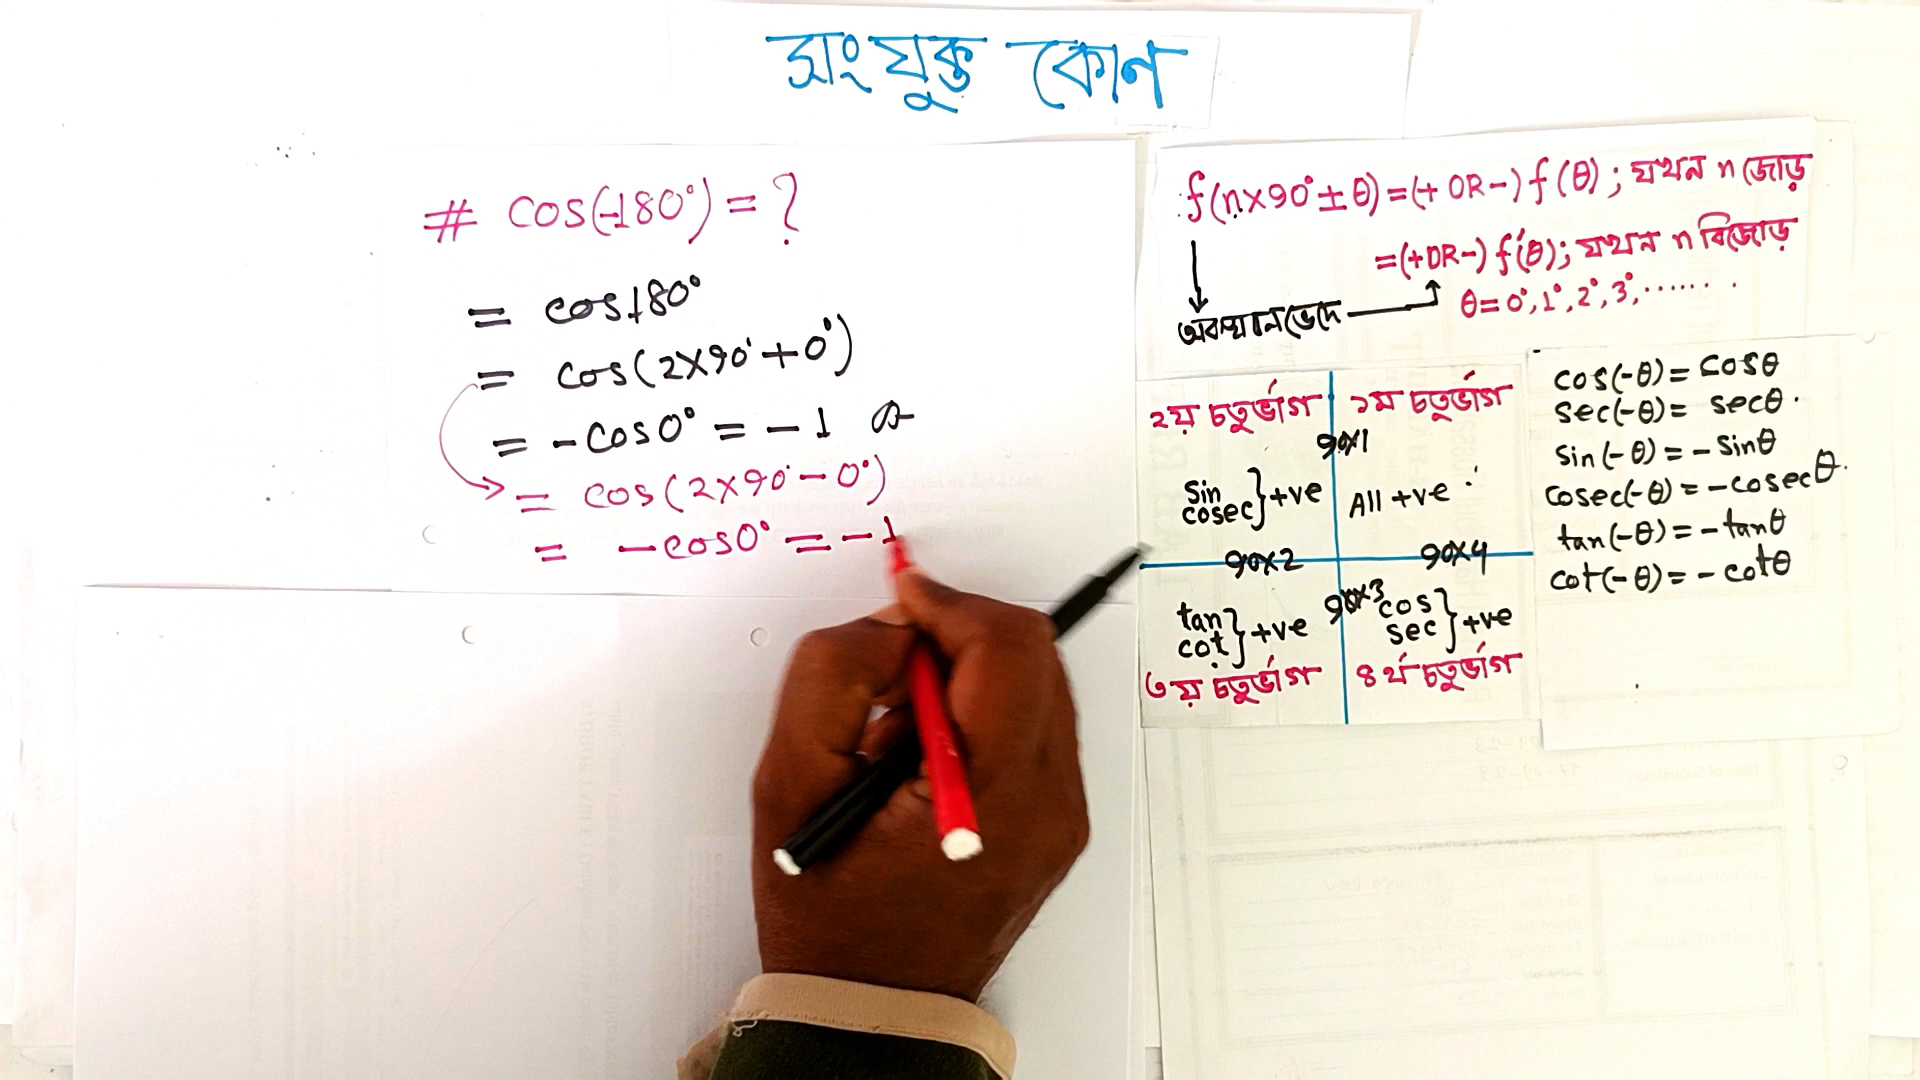 সংযুক্ত কোণ
# cos(-180°) = ?
= cos180°
= cos(2×90°+0°)
= -cos0° = -1
= cos(2×90°-0°)
= -cos0° = -1
f(n×90°±θ)=(+ OR -) f(θ) ; যখন n জোড়
=(+OR-) f'(θ); যখন n বিজোড়
θ=0°, 1°, 2°, 3°, ......
অবস্থানভেদে
২য় চতুর্ভাগ ১ম চতুর্ভাগ
90×1
sin
cosec } +ve
All +ve
90×2 90×4
90×3
tan
cot } +ve
cos
sec } +ve
৩য় চতুর্ভাগ ৪র্থ চতুর্ভাগ
cos(-θ)= cosθ
sec(-θ)= secθ
sin(-θ)= -sinθ
cosec(-θ) = -cosecθ
tan(-θ)= -tanθ
cot(-θ)= -cotθ